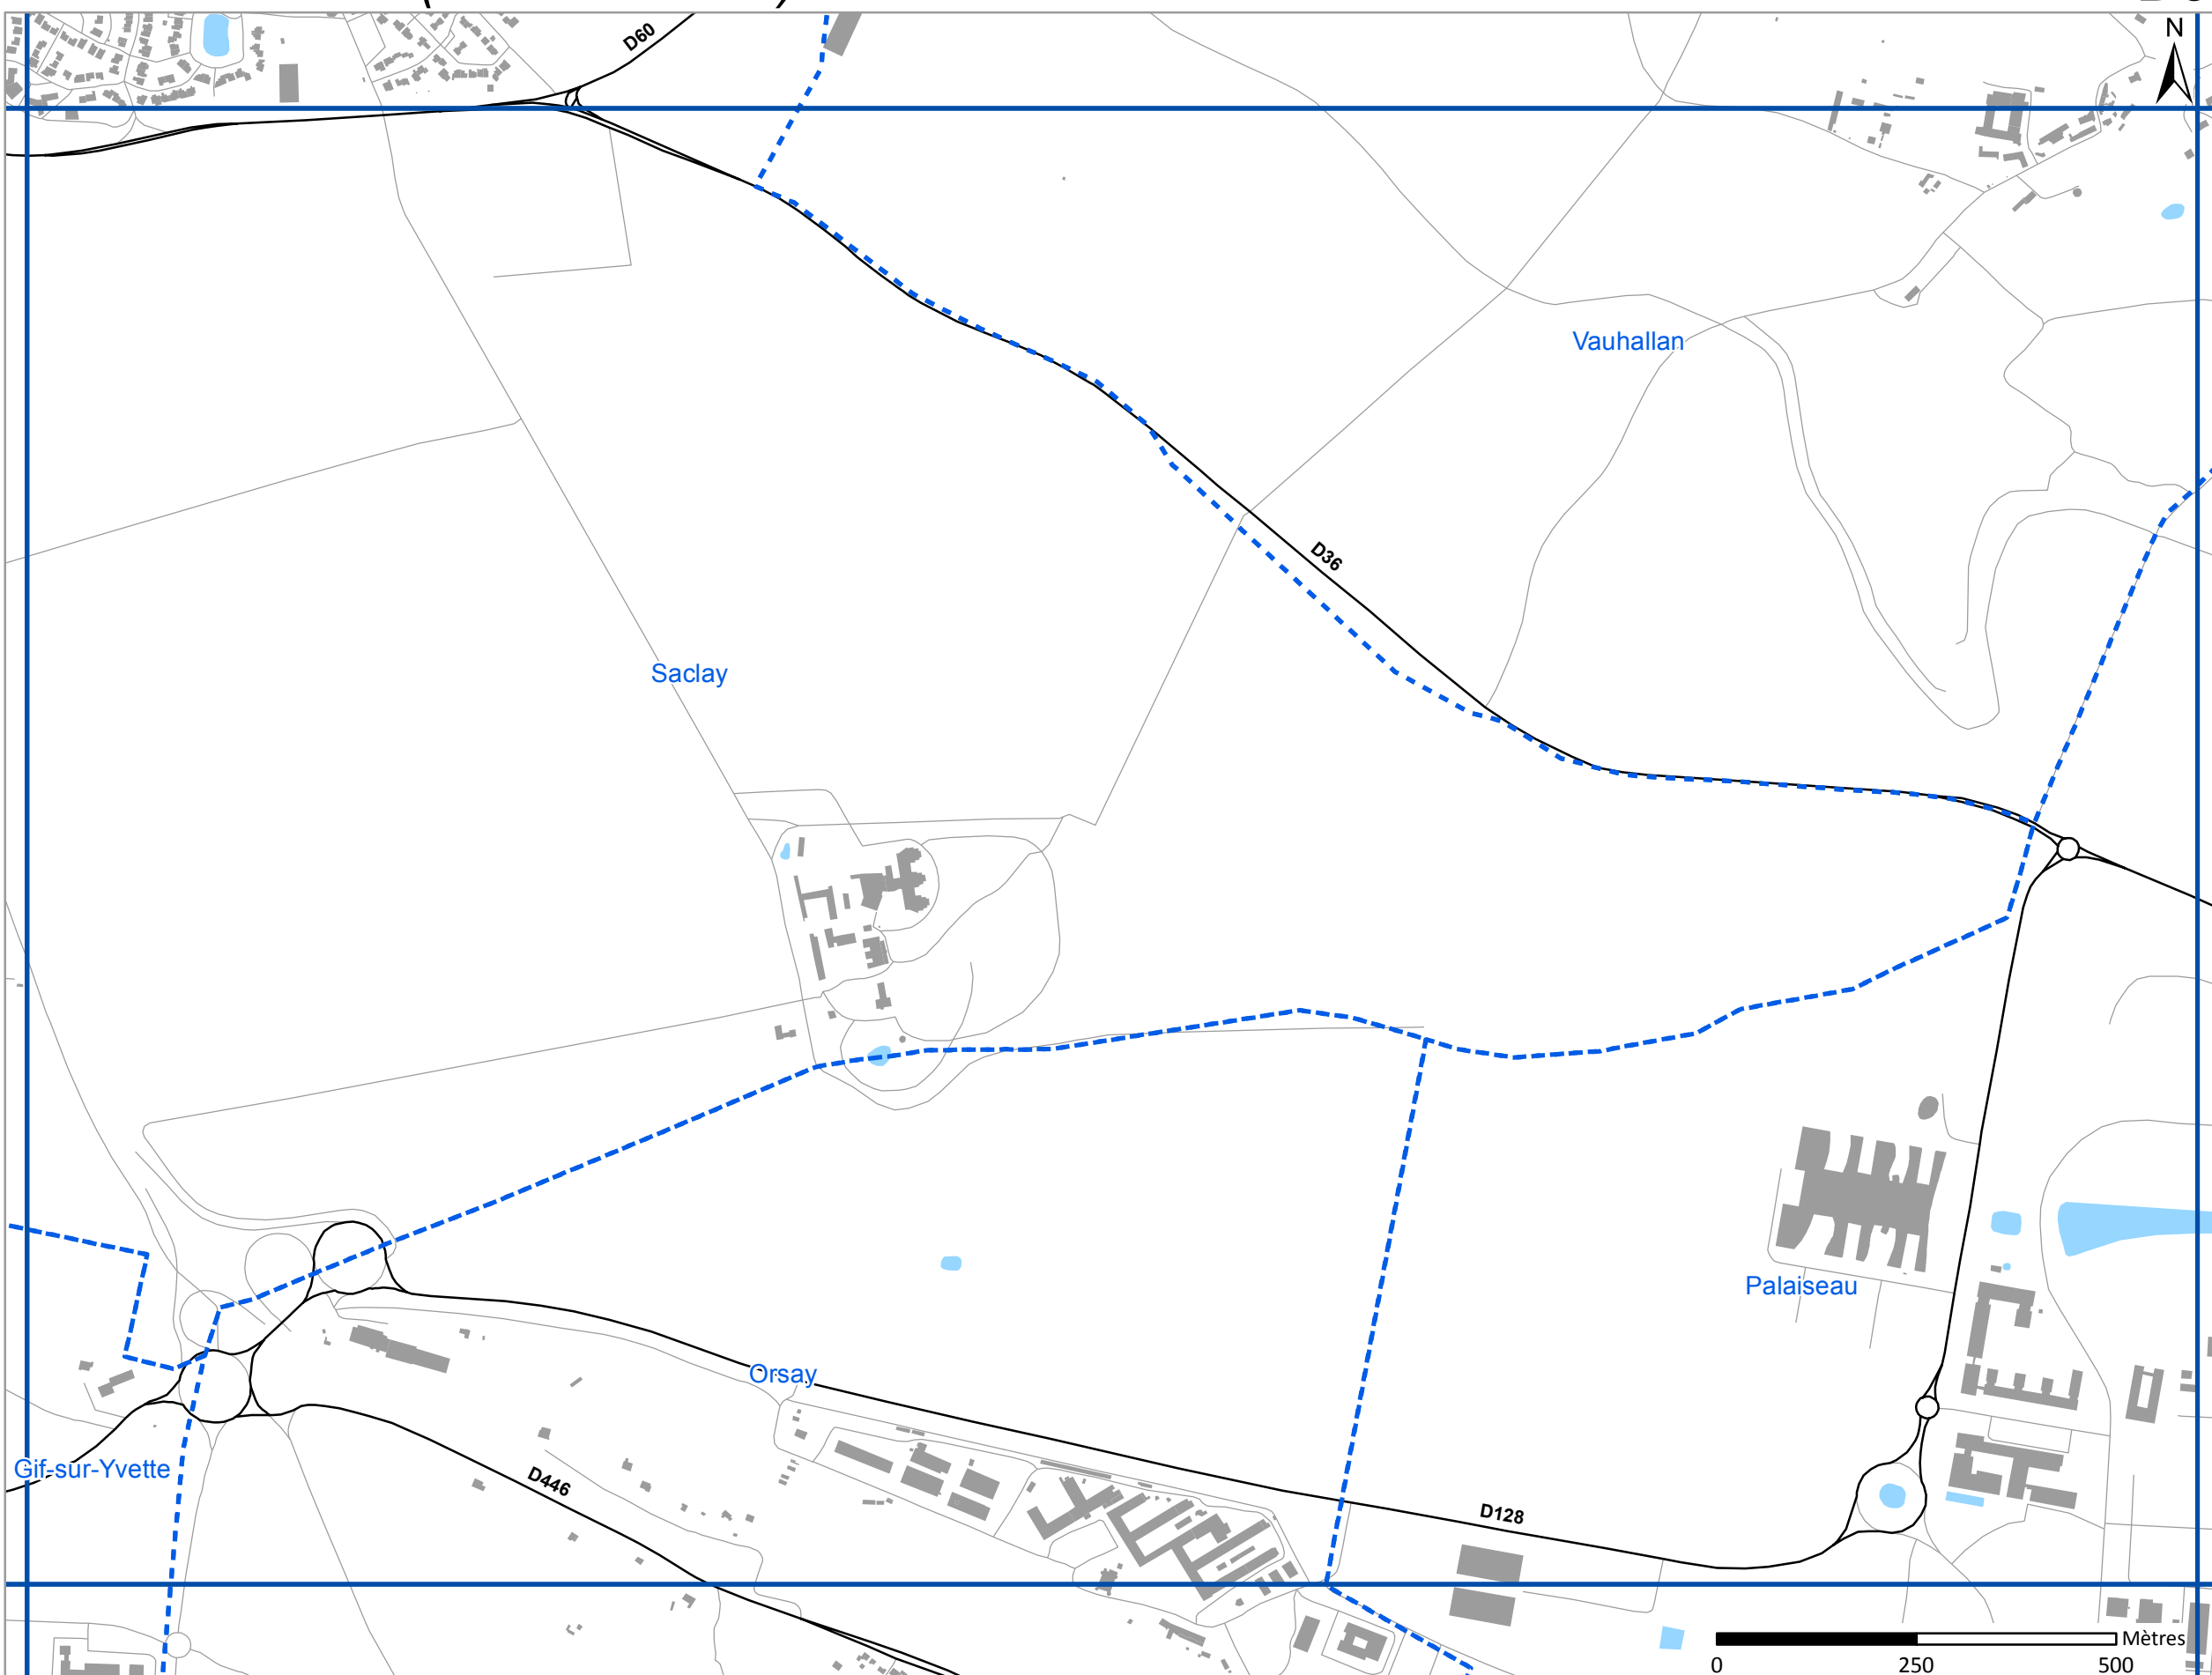 D60
N
Vauhallan
D36
Saclay
Palaiseau
Orsay
Gif-sur-Yvette
D446
D128
Mètres
0 250 500